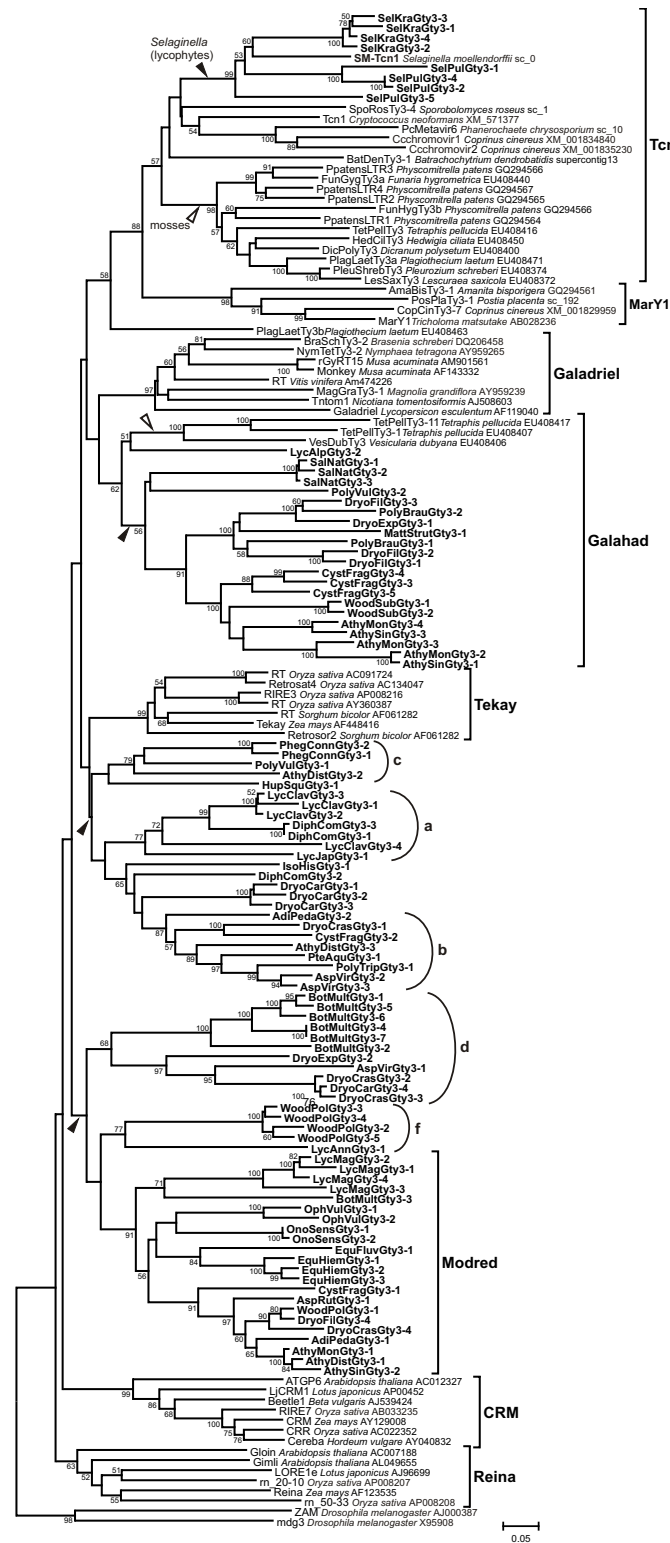 SelKraGty3-3
SelKraGty3-1
SelKraGty3-4
SelKraGty3-2
SM-Tcn1 Selaginella moellendorffii sc_0
SelPulGty3-1
SelPulGty3-4
SelPulGty3-2
SelPulGty3-5
Selaginella
(lycophytes)
SpoRosTy3-4 Sporobolomyces roseus sc_1
Tcn1 Cryptococcus neoformans XM_571377
PcMetavir6 Phanerochaete chrysosporium sc_10
Ccchromovir1 Coprinus cinereus XM_001834840
Ccchromovir2 Coprinus cinereus XM_001835230
BatDenTy3-1 Batrachochytrium dendrobatidis supercontig13
PpatensLTR3 Physcomitrella patens GQ294566
FunGygTy3a Funaria hygrometrica EU408440
PpatensLTR4 Physcomitrella patens GQ294567
PpatensLTR2 Physcomitrella patens GQ294565
FunHygTy3b Physcomitrella patens GQ294566
PpatensLTR1 Physcomitrella patens GQ294564
mosses
TetPellTy3 Tetraphis pellucida EU408416
HedCilTy3 Hedwigia ciliata EU408450
DicPolyTy3 Dicranum polysetum EU408400
PlagLaetTy3a Plagiothecium laetum EU408471
PleuShrebTy3 Pleurozium schreberi EU408374
LesSaxTy3 Lescuraea saxicola EU408372
Tcn
AmaBisTy3-1 Amanita bisporigera GQ294561
PosPlaTy3-1 Postia placenta sc_192
CopCinTy3-7 Coprinus cinereus XM_001829959
MarY1 Tricholoma matsutake AB028236
MarY1
PlagLaetTy3b Plagiothecium laetum EU408463
BraSchTy3-2 Brasenia schreberi DQ206458
NymTetTy3-2 Nymphaea tetragona AY959265
rGyRT15 Musa acuminata AM901561
Monkey Musa acuminata AF143332
RT Vitis vinifera Am474226
MagGraTy3-1 Magnolia grandiflora AY959239
Tntom1 Nicotiana tomentosiformis AJ508603
Galadriel Lycopersicon esculentum AF119040
Galadriel
TetPellTy3-11 Tetraphis pellucida EU408417
TetPellTy3-1 Tetraphis pellucida EU408407
VesDubTy3 Vesicularia dubyana EU408406
LycAlpGty3-2
SalNatGty3-1
SalNatGty3-2
SalNatGty3-3
PolyVulGty3-2
DryoFilGty3-3
PolyBrauGty3-2
DryoExpGty3-1
MattStrutGty3-1
PolyBrauGty3-1
DryoFilGty3-2
DryoFilGty3-1
CystFragGty3-4
CystFragGty3-3
CystFragGty3-5
WoodSubGty3-1
WoodSubGty3-2
AthyMonGty3-4
AthySinGty3-3
AthyMonGty3-3
AthyMonGty3-2
AthySinGty3-1
Galahad
RT Oryza sativa AC091724
Retrosat4 Oryza sativa AC134047
RIRE3 Oryza sativa AP008216
RT Oryza sativa AY360387
RT Sorghum bicolor AF061282
Tekay Zea mays AF448416
Retrosor2 Sorghum bicolor AF061282
Tekay
PhegConnGty3-2
PhegConnGty3-1
PolyVulGty3-1
AthyDistGty3-2
c
HupSquGty3-1
LycClavGty3-3
LycClavGty3-1
LycClavGty3-2
DiphComGty3-3
DiphComGty3-1
LycClavGty3-4
LycJapGty3-1
a
IsoHisGty3-1
DiphComGty3-2
DryoCarGty3-1
DryoCarGty3-2
DryoCarGty3-3
AdiPedaGty3-2
DryoCrasGty3-1
CystFragGty3-2
AthyDistGty3-3
PteAquGty3-1
PolyTripGty3-1
AspVirGty3-2
AspVirGty3-3
b
BotMultGty3-1
BotMultGty3-5
BotMultGty3-6
BotMultGty3-4
BotMultGty3-7
BotMultGty3-2
DryoExpGty3-2
AspVirGty3-1
DryoCrasGty3-2
DryoCarGty3-4
DryoCrasGty3-3
d
WoodPolGty3-3
WoodPolGty3-4
WoodPolGty3-2
WoodPolGty3-5
LycAnnGty3-1
f
LycMagGty3-2
LycMagGty3-1
LycMagGty3-4
LycMagGty3-3
BotMultGty3-3
OphVulGty3-1
OphVulGty3-2
OnoSensGty3-1
OnoSensGty3-2
EquFluvGty3-1
EquHiemGty3-1
EquHiemGty3-2
EquHiemGty3-3
CystFragGty3-1
AspRutGty3-1
WoodPolGty3-1
DryoFilGty3-4
DryoCrasGty3-4
AdiPedaGty3-1
AthyMonGty3-1
AthyDistGty3-1
AthySinGty3-2
Modred
ATGP6 Arabidopsis thaliana AC012327
LjCRM1 Lotus japonicus AP00452
Beetle1 Beta vulgaris AJ539424
RIRE7 Oryza sativa AB033235
CRM Zea mays AY129008
CRR Oryza sativa AC022352
Cereba Hordeum vulgare AY040832
CRM
Gloin Arabidopsis thaliana AC007188
Gimli Arabidopsis thaliana AL049655
LORE1e Lotus japonicus AJ96699
rn_20-10 Oryza sativa AP008207
Reina Zea mays AF123535
rn_50-33 Oryza sativa AP008208
Reina
ZAM Drosophila melanogaster AJ000387
mdg3 Drosophila melanogaster X95908
0.05